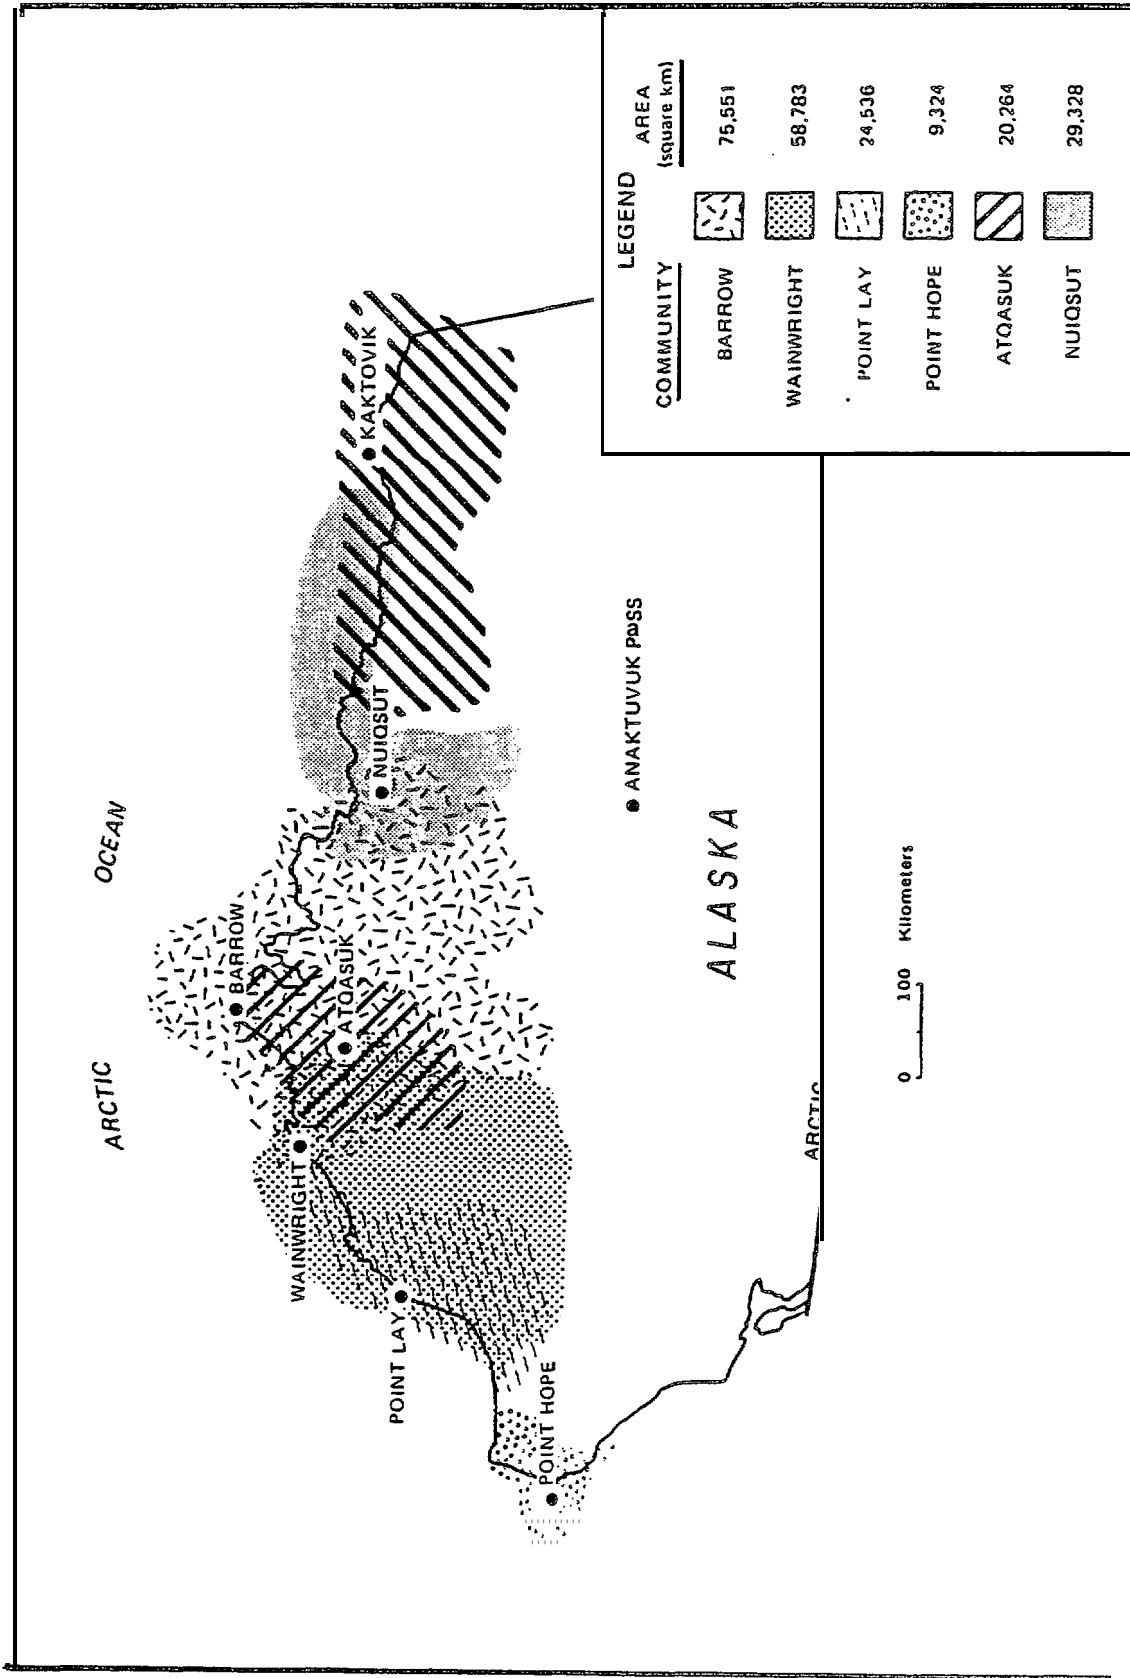 ARCTIC OCEAN
BARROW
WAINWRIGHT
ATQASUK
POINT LAY
NUIQSUT
KAKTOVIK
POINT HOPE
ANAKTUVUK PASS
ALASKA
ARCTIC
0 100 Kilometers
LEGEND
COMMUNITY AREA
(square km)
BARROW 75,551
WAINWRIGHT 58,783
POINT LAY 24,536
POINT HOPE 9,324
ATQASUK 20,264
NUIQSUT 29,328